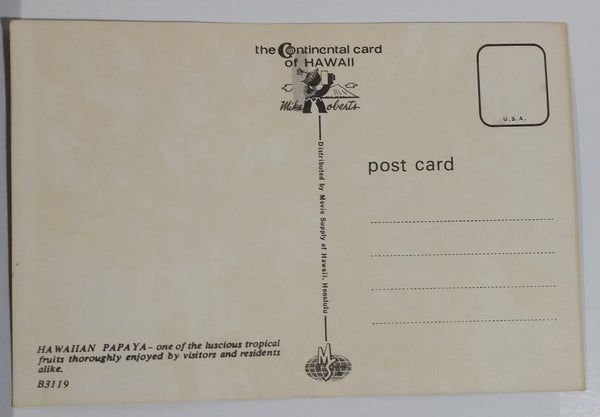 the Continental card
of HAWAII
Mike Roberts
U.S.A.
post card
Distributed by Movie Supply of Hawaii, Honolulu
HAWAIIAN PAPAYA - one of the luscious tropical
fruits thoroughly enjoyed by visitors and residents
alike.
B3119
MS